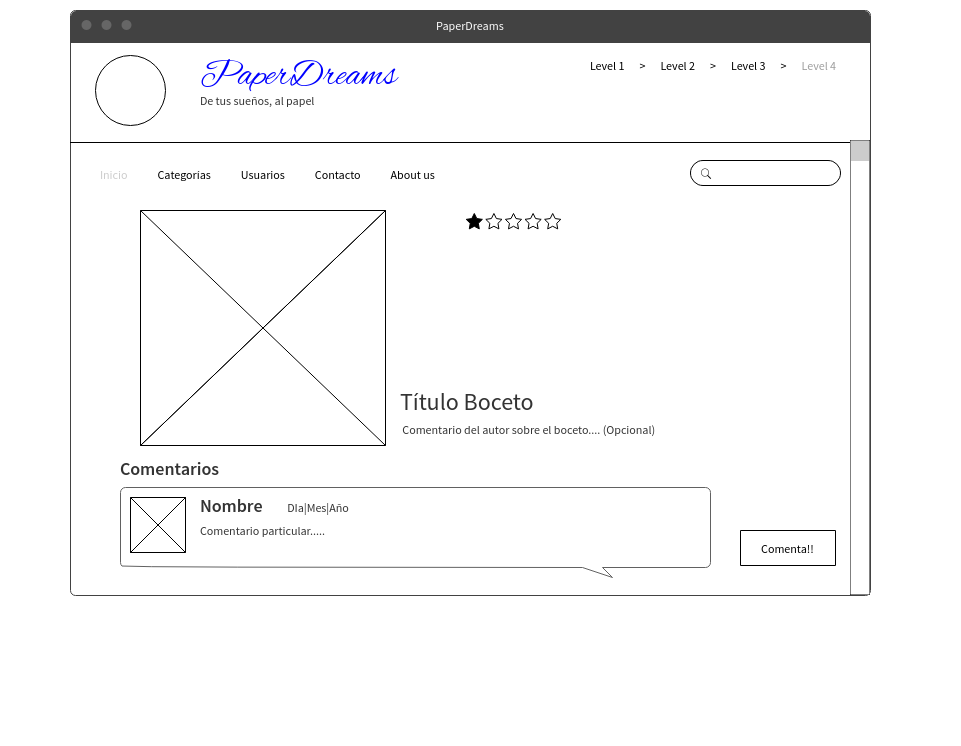 PaperDreams
PaperDreams
De tus sueños, al papel
Level 1 > Level 2 > Level 3 > Level 4
Inicio Categorías Usuarios Contacto About us
Título Boceto
Comentario del autor sobre el boceto.... (Opcional)
Comentarios
Nombre DIa|Mes|Año
Comentario particular.....
Comenta!!